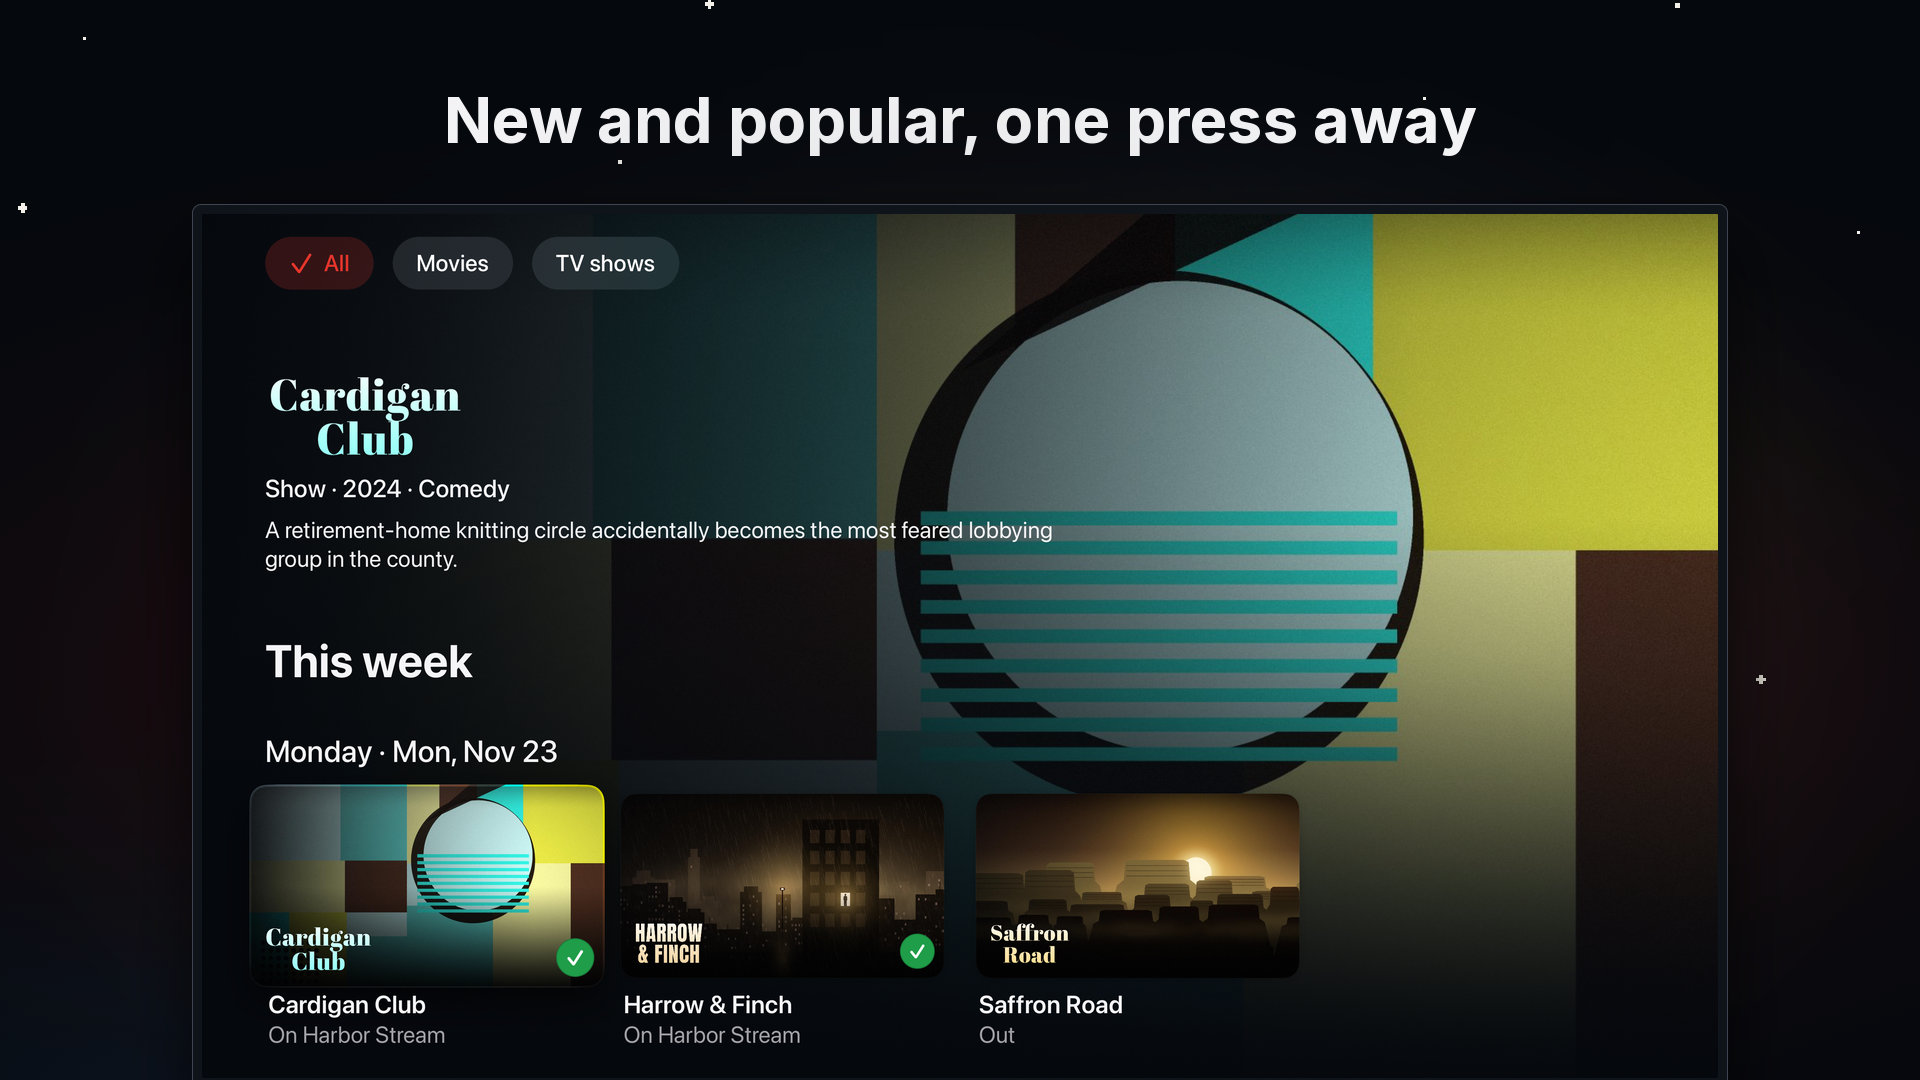 New and popular, one press away
All
Movies
TV shows
Cardigan
Club
Show · 2024 · Comedy
A retirement-home knitting circle accidentally becomes the most feared lobbying
group in the county.
This week
Monday · Mon, Nov 23
Cardigan
Club
HARROW
& FINCH
Saffron
Road
Cardigan Club
On Harbor Stream
Harrow & Finch
On Harbor Stream
Saffron Road
Out